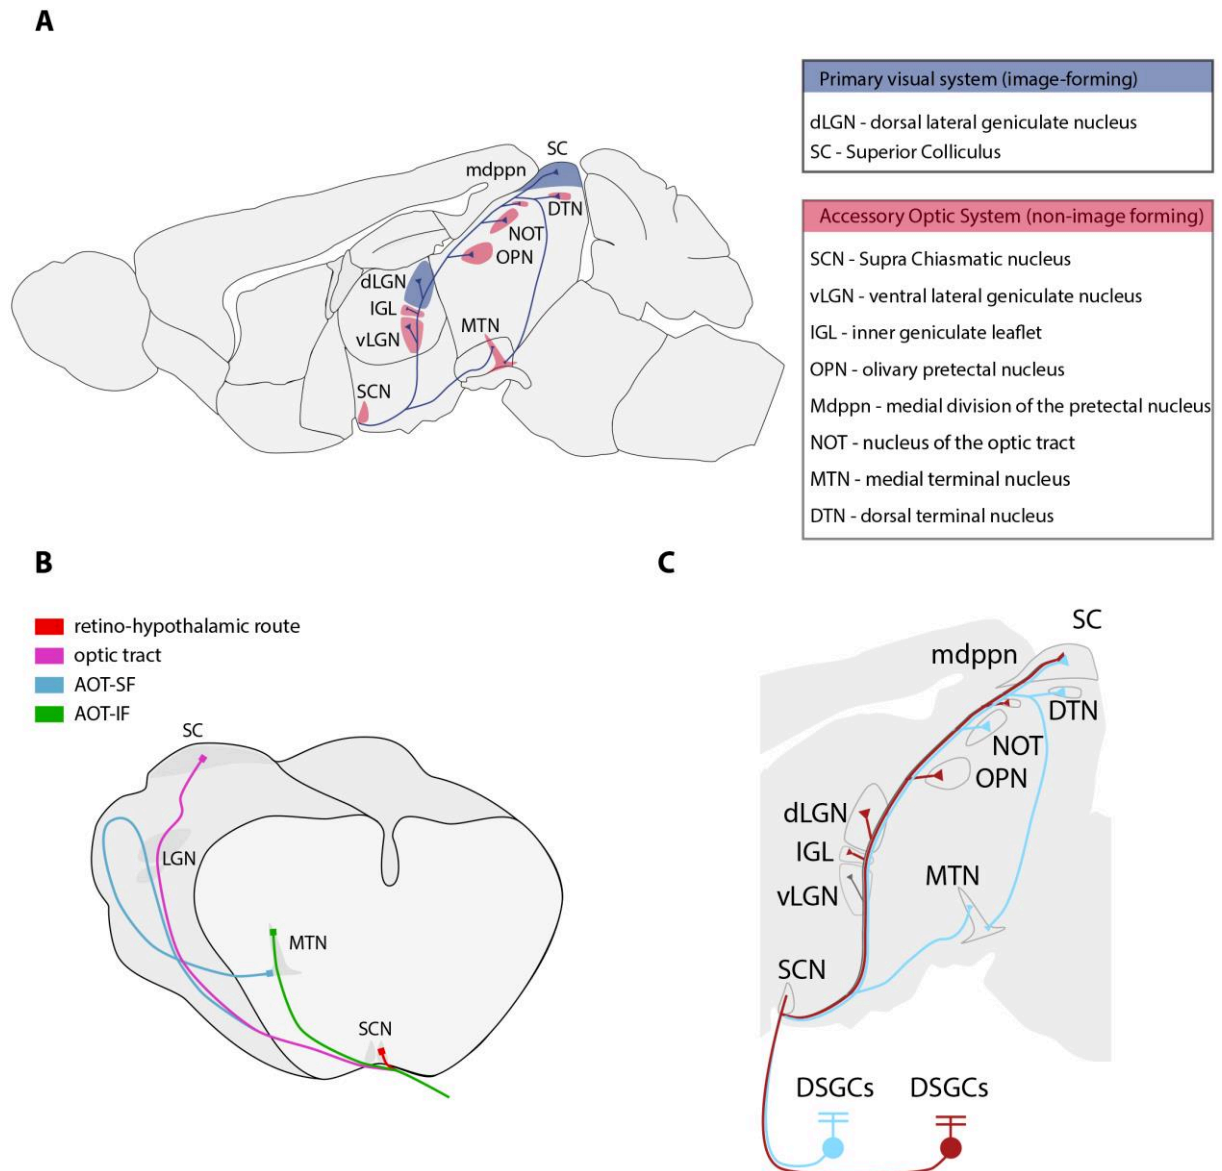 A
SC
mdppn
DTN
NOT
OPN
dLGN
IGL
vLGN
MTN
SCN
Primary visual system (image-forming)
dLGN - dorsal lateral geniculate nucleus
SC - Superior Colliculus
Accessory Optic System (non-image forming)
SCN - Supra Chiasmatic nucleus
vLGN - ventral lateral geniculate nucleus
IGL - inner geniculate leaflet
OPN - olivary pretectal nucleus
Mdppn - medial division of the pretectal nucleus
NOT - nucleus of the optic tract
MTN - medial terminal nucleus
DTN - dorsal terminal nucleus
B
retino-hypothalamic route
optic tract
AOT-SF
AOT-IF
SC
LGN
MTN
SCN
C
SC
mdppn
DTN
NOT
OPN
dLGN
IGL
vLGN
MTN
SCN
DSGCs DSGCs